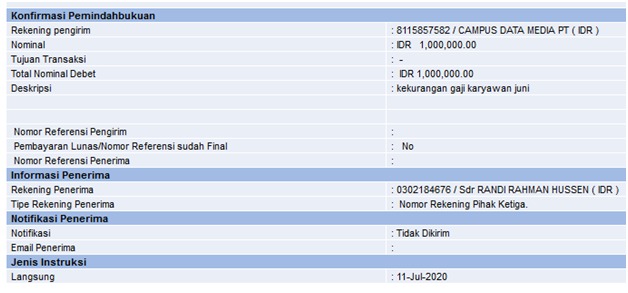 Konfirmasi Pemindahbukuan
Rekening pengirim : 8115857582 / CAMPUS DATA MEDIA PT ( IDR )
Nominal : IDR 1,000,000.00
Tujuan Transaksi : -
Total Nominal Debet : IDR 1,000,000.00
Deskripsi : kekurangan gaji karyawan juni
Nomor Referensi Pengirim :
Pembayaran Lunas/Nomor Referensi sudah Final : No
Nomor Referensi Penerima :
Informasi Penerima
Rekening Penerima : 0302184676 / Sdr RANDI RAHMAN HUSSEN ( IDR )
Tipe Rekening Penerima : Nomor Rekening Pihak Ketiga.
Notifikasi Penerima
Notifikasi : Tidak Dikirim
Email Penerima :
Jenis Instruksi
Langsung : 11-Jul-2020